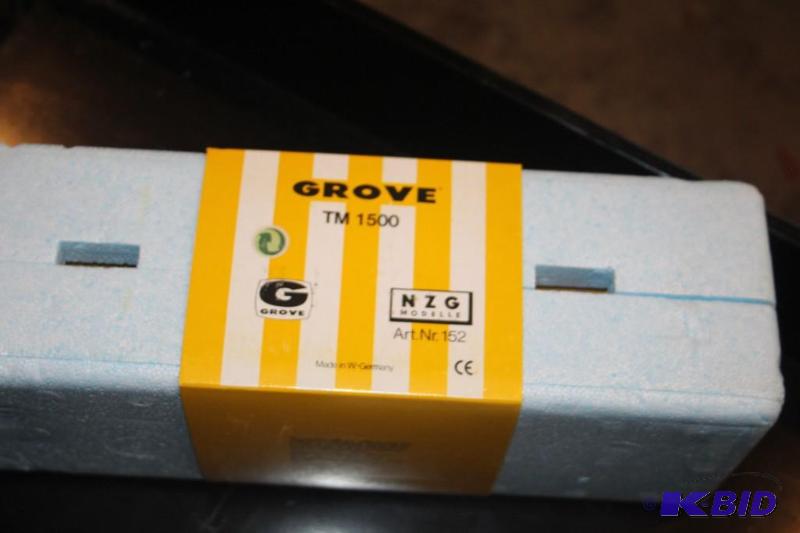 GROVE
TM 1500
G
GROVE
NZG
MODELLE
Art.Nr. 152
Made in W.-Germany
CE
K-BID